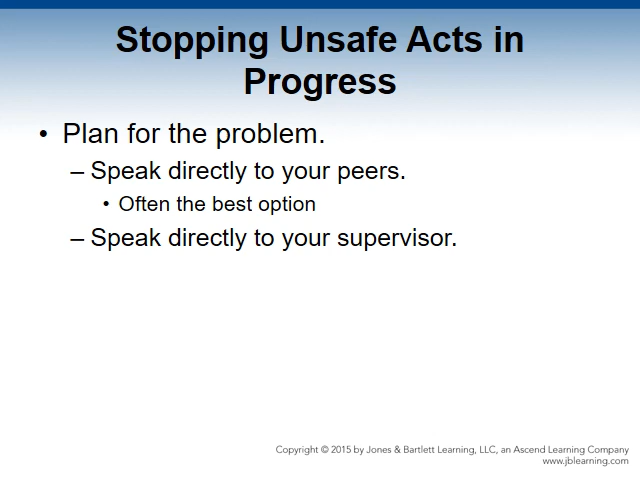 Stopping Unsafe Acts in
Progress
• Plan for the problem.
– Speak directly to your peers.
• Often the best option
– Speak directly to your supervisor.
Copyright © 2015 by Jones & Bartlett Learning, LLC, an Ascend Learning Company
www.jblearning.com